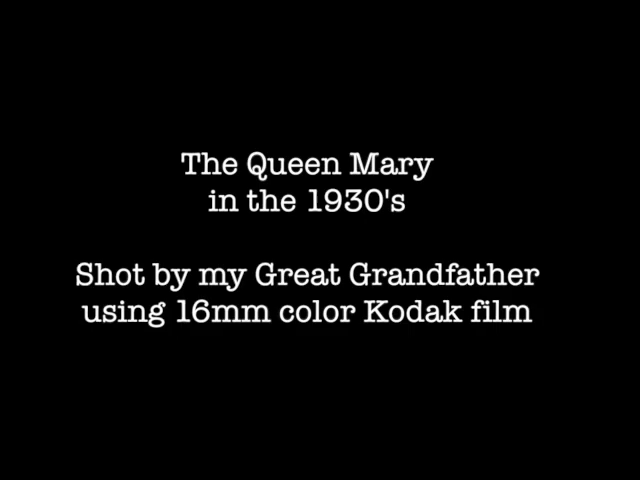 The Queen Mary
in the 1930's
Shot by my Great Grandfather
using 16mm color Kodak film